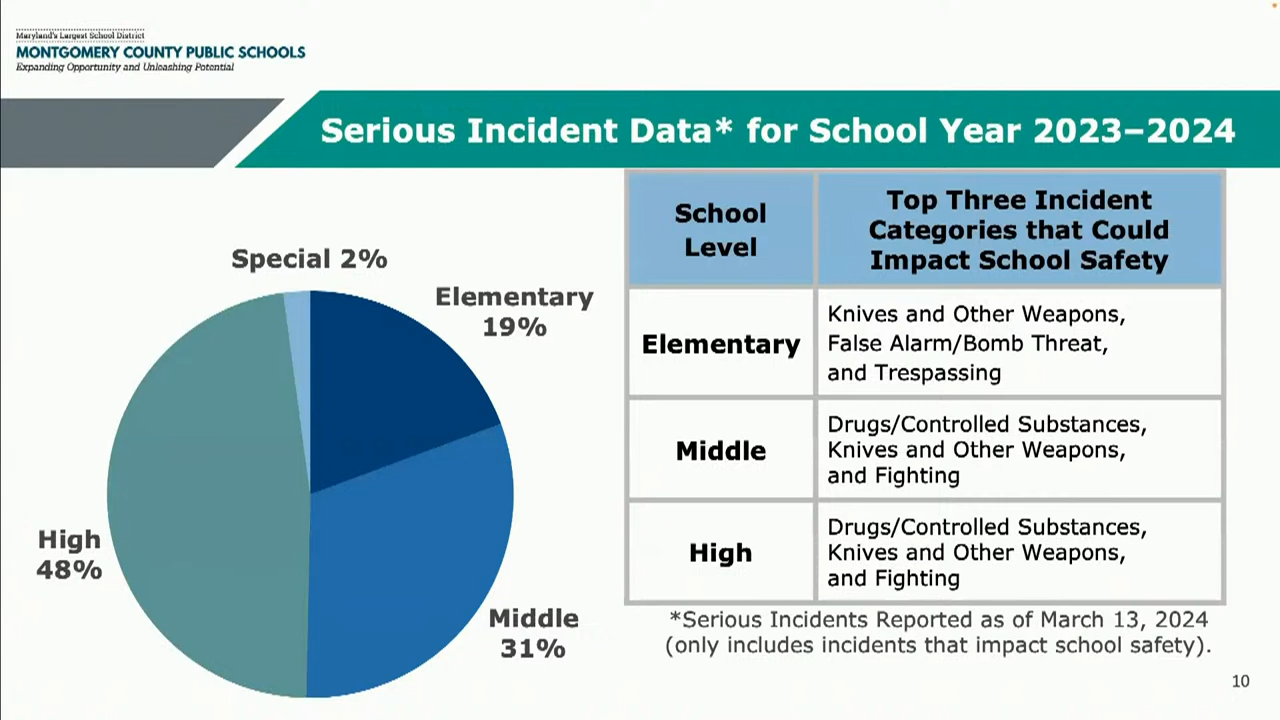 Maryland's Largest School District
MONTGOMERY COUNTY PUBLIC SCHOOLS
Expanding Opportunity and Unleashing Potential
Serious Incident Data* for School Year 2023–2024
Special 2%
Elementary
19%
High
48%
Middle
31%
School
Level
Top Three Incident
Categories that Could
Impact School Safety
Elementary
Knives and Other Weapons,
False Alarm/Bomb Threat,
and Trespassing
Middle
Drugs/Controlled Substances,
Knives and Other Weapons,
and Fighting
High
Drugs/Controlled Substances,
Knives and Other Weapons,
and Fighting
*Serious Incidents Reported as of March 13, 2024
(only includes incidents that impact school safety).
10